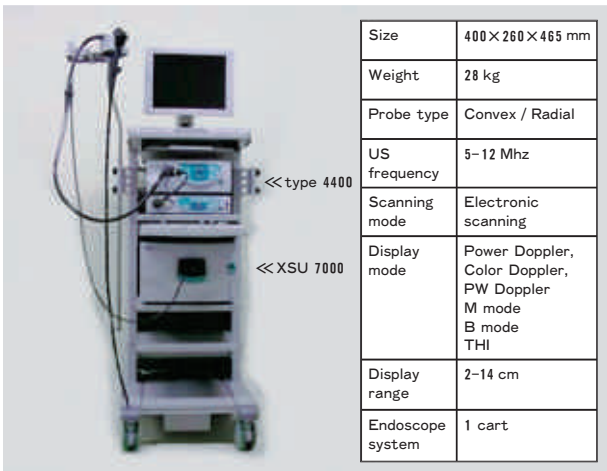 ≪type 4400
≪XSU 7000
Size 400×260×465 mm
Weight 28 kg
Probe type Convex / Radial
US 5-12 Mhz
frequency
Scanning Electronic
mode scanning
Display Power Doppler,
mode Color Doppler,
PW Doppler
M mode
B mode
THI
Display 2-14 cm
range
Endoscope 1 cart
system